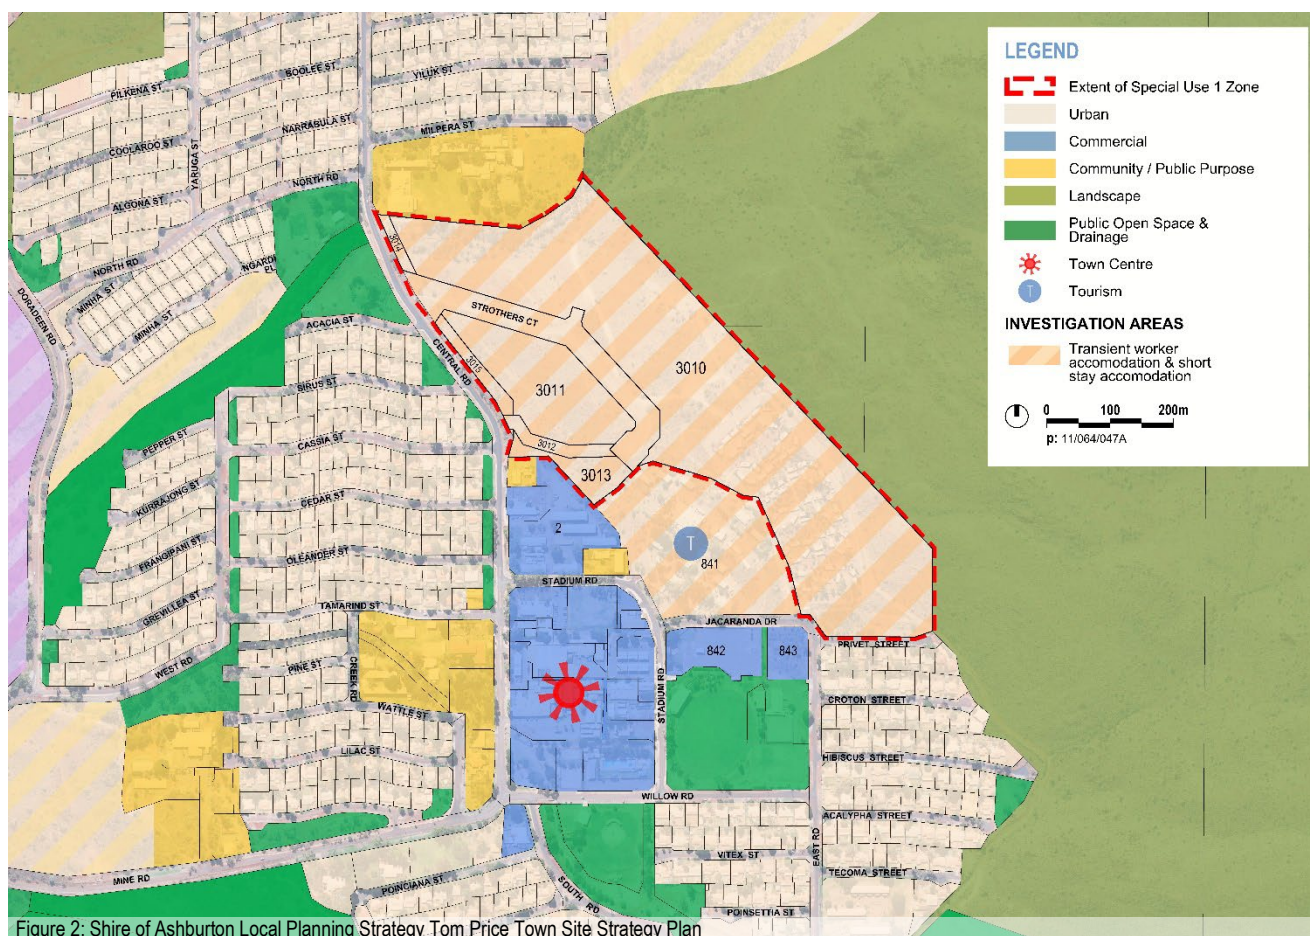 LEGEND
Extent of Special Use 1 Zone
Urban
Commercial
Community / Public Purpose
Landscape
Public Open Space &
Drainage
Town Centre
T
Tourism
INVESTIGATION AREAS
Transient worker
accomodation & short
stay accomodation
0 100 200m
p: 11/064/047A
PILKENA ST
BOOLEE ST
VILUK ST
COOLAROO ST
NARRAGULA ST
MILPERA ST
YARUGA ST
ALGONA ST
NORTH RD
NORTH RD
NGARDI
PL
MINHA ST
MINHA ST
DORADEEN RD
ACACIA ST
SIRUS ST
CENTRAL RD
3014
STROTHERS CT
3015
3011
3010
3012
3013
PEPPER ST
CASSIA ST
KURRAJONG ST
CEDAR ST
FRANGIPANI ST
OLEANDER ST
GREVILLEA ST
TAMARIND ST
WEST RD
PINE ST
CREEK RD
WATTLE ST
LILAC ST
2
STADIUM RD
T
841
JACARANDA DR
842
843
STADIUM RD
PRIVET STREET
CROTON STREET
HIBISCUS STREET
WILLOW RD
ACALYPHA STREET
VITEX ST
EAST RD
TECOMA STREET
POINSETTIA ST
MINE RD
POINCIANA ST
SOUTH RD
Figure 2: Shire of Ashburton Local Planning Strategy Tom Price Town Site Strategy Plan